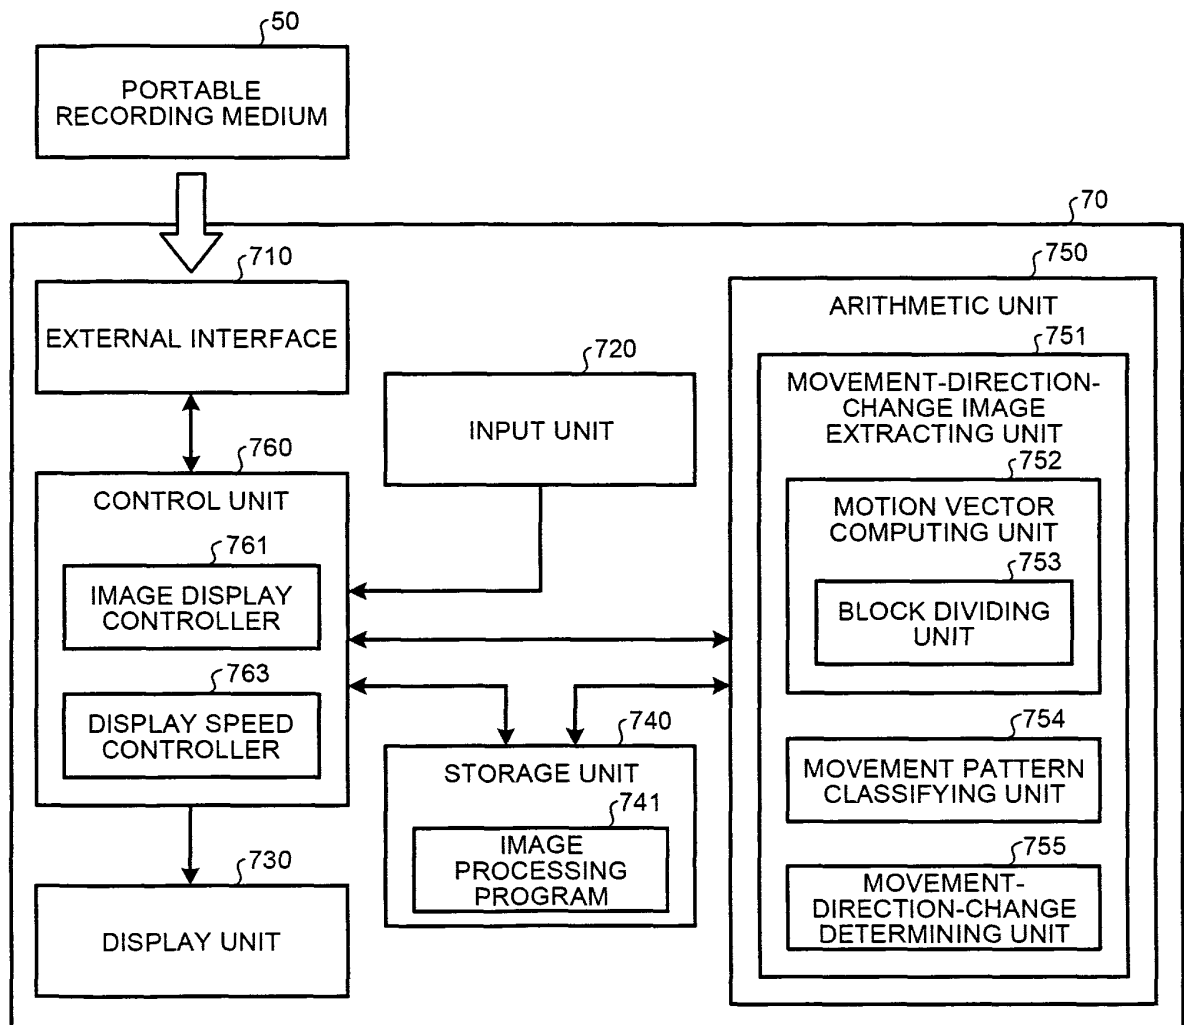 50
PORTABLE
RECORDING MEDIUM
70
710
EXTERNAL INTERFACE
720
INPUT UNIT
760
CONTROL UNIT
761
IMAGE DISPLAY
CONTROLLER
763
DISPLAY SPEED
CONTROLLER
730
DISPLAY UNIT
740
STORAGE UNIT
741
IMAGE
PROCESSING
PROGRAM
750
ARITHMETIC UNIT
751
MOVEMENT-DIRECTION-
CHANGE IMAGE
EXTRACTING UNIT
752
MOTION VECTOR
COMPUTING UNIT
753
BLOCK DIVIDING
UNIT
754
MOVEMENT PATTERN
CLASSIFYING UNIT
755
MOVEMENT-
DIRECTION-CHANGE
DETERMINING UNIT